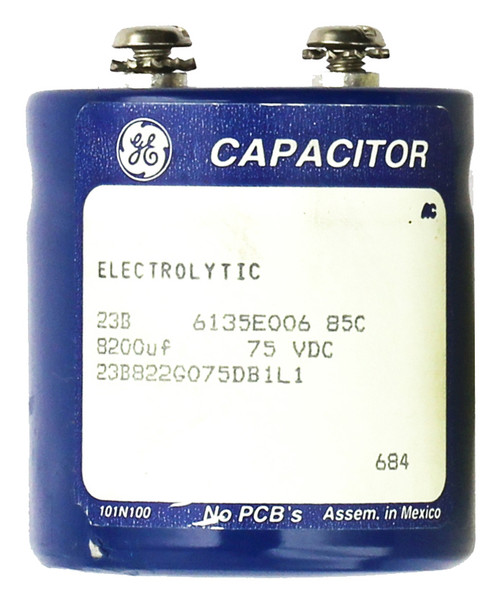 GE CAPACITOR
AC
ELECTROLYTIC
23B 6135E006 85C
8200uf 75 VDC
23B822G075DB1L1
684
101N100 No PCB's Assem. in Mexico